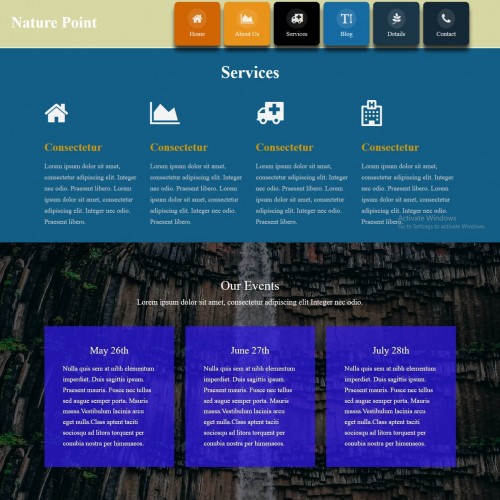 Nature Point
Home
About Us
Services
Blog
Details
Contact
Services
Consectetur
Lorem ipsum dolor sit amet,
consectetur adipiscing elit. Integer
nec odio. Praesent libero. Lorem
ipsum dolor sit amet, consectetur
adipiscing elit. Integer nec odio.
Praesent libero.
Consectetur
Lorem ipsum dolor sit amet,
consectetur adipiscing elit. Integer
nec odio. Praesent libero. Lorem
ipsum dolor sit amet, consectetur
adipiscing elit. Integer nec odio.
Praesent libero.
Consectetur
Lorem ipsum dolor sit amet,
consectetur adipiscing elit. Integer
nec odio. Praesent libero. Lorem
ipsum dolor sit amet, consectetur
adipiscing elit. Integer nec odio.
Praesent libero.
Consectetur
Lorem ipsum dolor sit amet,
consectetur adipiscing elit. Integer
nec odio. Praesent libero. Lorem
ipsum dolor sit amet, consectetur
adipiscing elit. Integer nec odio.
Praesent libero.
Activate Windows
Go to Settings to activate Windows.
Our Events
Lorem ipsum dolor sit amet, consectetur adipiscing elit. Integer nec odio.
May 26th
Nulla quis sem at nibh elementum
imperdiet. Duis sagittis ipsum.
Praesent mauris. Fusce nec tellus
sed augue semper porta. Mauris
massa.Vestibulum lacinia arcu
eget nulla.Class aptent taciti
sociosqu ad litora torquent per
conubia nostra per himenaeos.
June 27th
Nulla quis sem at nibh elementum
imperdiet. Duis sagittis ipsum.
Praesent mauris. Fusce nec tellus
sed augue semper porta. Mauris
massa.Vestibulum lacinia arcu
eget nulla.Class aptent taciti
sociosqu ad litora torquent per
conubia nostra per himenaeos.
July 28th
Nulla quis sem at nibh elementum
imperdiet. Duis sagittis ipsum.
Praesent mauris. Fusce nec tellus
sed augue semper porta. Mauris
massa.Vestibulum lacinia arcu
eget nulla.Class aptent taciti
sociosqu ad litora torquent per
conubia nostra per himenaeos.